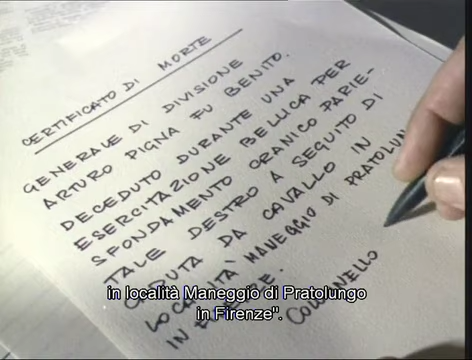 CERTIFICATO DI MORTE
GENERALE DI DIVISIONE
ARTURO PIGNA FU BENITO.
DECEDUTO DURANTE UNA
ESERCITAZIONE BELLICA PER
SFONDAMENTO CRANICO PARIE-
TALE DESTRO A SEGUITO DI
CADUTA DA CAVALLO IN
LOCALITA' MANEGGIO DI PRATOLUN
IN FIRENZE.
COLONNELLO
in località Maneggio di Pratolungo
in Firenze".